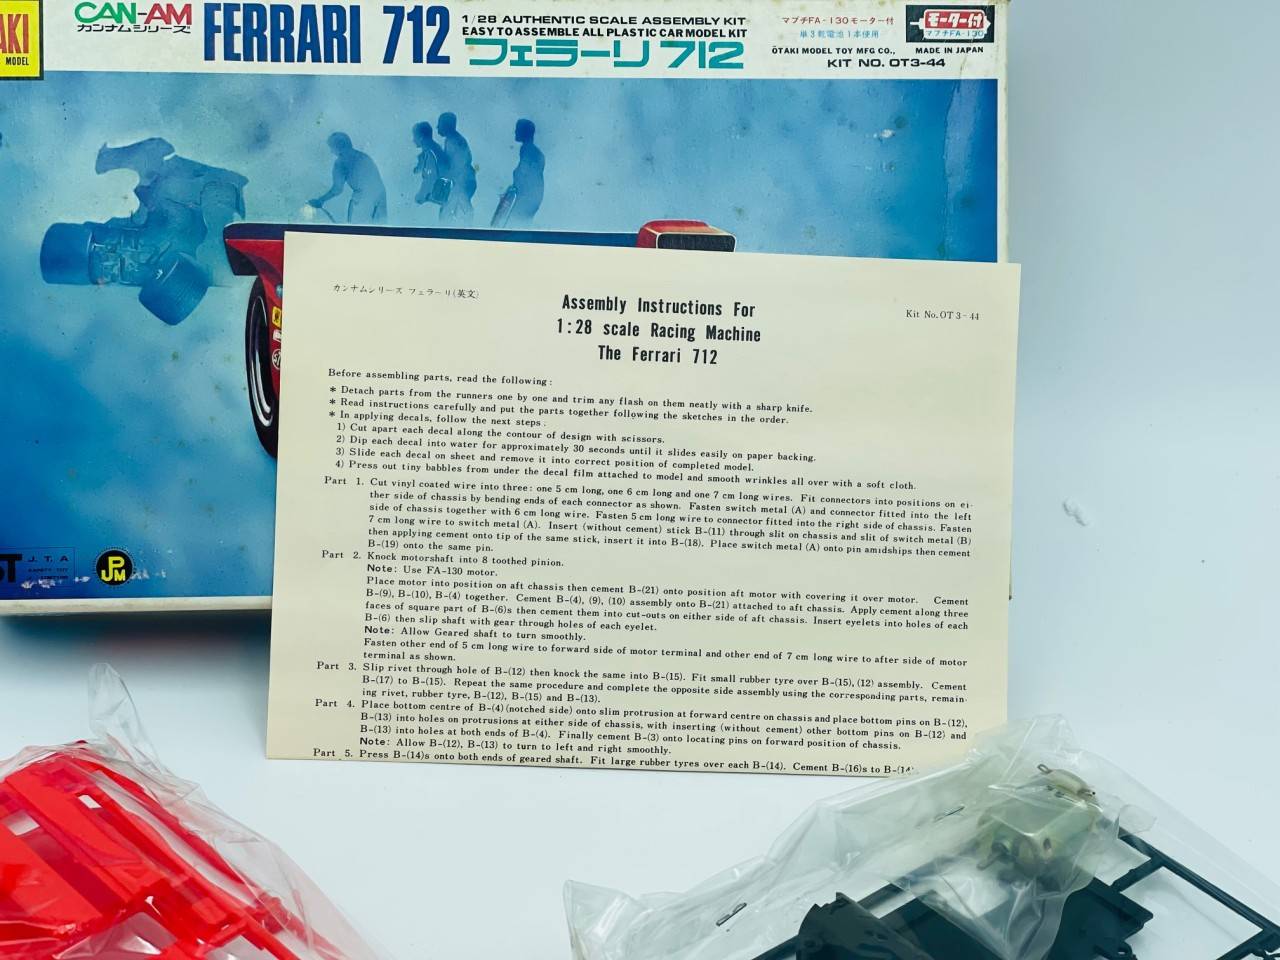 AKI
MODEL
CAN-AM
カンナムシリーズ
FERRARI 712
1/28 AUTHENTIC SCALE ASSEMBLY KIT
EASY TO ASSEMBLE ALL PLASTIC CAR MODEL KIT
フェラーリ 712
マブチFA-130モーター付
単3乾電池1本使用
ŌTAKI MODEL TOY MFG CO.,
MADE IN JAPAN
KIT NO. OT3-44
モーター付
マブチFA-130
ST
J.T.A
SAFETY TOY
JPM
カンナムシリーズ フェラーリ(英文)
Kit No.OT3-44
Assembly Instructions For
1:28 scale Racing Machine
The Ferrari 712
Before assembling parts, read the following:
* Detach parts from the runners one by one and trim any flash on them neatly with a sharp knife.
* Read instructions carefully and put the parts together following the sketches in the order.
* In applying decals, follow the next steps.
1) Cut apart each decal along the contour of design with scissors.
2) Dip each decal into water for approximately 30 seconds until it slides easily on paper backing.
3) Slide each decal on sheet and remove it into correct position of completed model.
4) Press out tiny babbles from under the decal film attached to model and smooth wrinkles all over with a soft cloth.
Part 1. Cut vinyl coated wire into three: one 5 cm long, one 6 cm long and one 7 cm long wires. Fit connectors into positions on ei-
ther side of chassis by bending ends of each connector as shown. Fasten switch metal (A) and connector fitted into the left
side of chassis together with 6 cm long wire. Fasten 5 cm long wire to connector fitted into the right side of chassis. Fasten
7 cm long wire to switch metal (A). Insert (without cement) stick B-(11) through slit on chassis and slit of switch metal (B)
then applying cement onto tip of the same stick, insert it into B-(18). Place switch metal (A) onto pin amidships then cement
B-(19) onto the same pin.
Part 2. Knock motorshaft into 8 toothed pinion.
Note: Use FA-130 motor.
Place motor into position on aft chassis then cement B-(21) onto position aft motor with covering it over motor. Cement
B-(9), B-(10), B-(4) together. Cement B-(4), (9), (10) assembly onto B-(21) attached to aft chassis. Apply cement along three
faces of square part of B-(6)s then cement them into cut-outs on either side of aft chassis. Insert eyelets into holes of each
B-(6) then slip shaft with gear through holes of each eyelet.
Note: Allow Geared shaft to turn smoothly.
Fasten other end of 5 cm long wire to forward side of motor terminal and other end of 7 cm long wire to after side of motor
terminal as shown.
Part 3. Slip rivet through hole of B-(12) then knock the same into B-(15). Fit small rubber tyre over B-(15), (12) assembly. Cement
B-(17) to B-(15). Repeat the same procedure and complete the opposite side assembly using the corresponding parts, remain-
ing rivet, rubber tyre, B-(12), B-(15) and B-(13).
Part 4. Place bottom centre of B-(4) (notched side) onto slim protrusion at forward centre on chassis and place bottom pins on B-(12),
B-(13) into holes on protrusions at either side of chassis, with inserting (without cement) other bottom pins on B-(12) and
B-(13) into holes at both ends of B-(4). Finally cement B-(3) onto locating pins on forward position of chassis.
Note: Allow B-(12), B-(13) to turn to left and right smoothly.
Part 5. Press B-(14)s onto both ends of geared shaft. Fit large rubber tyres over each B-(14). Cement B-(16)s to B-(14)